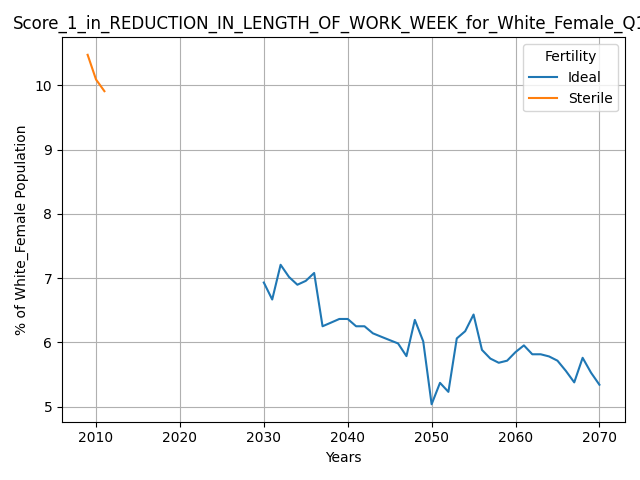 Score_1_in_REDUCTION_IN_LENGTH_OF_WORK_WEEK_for_White_Female_Q1
Fertility
Ideal
Sterile
% of White_Female Population
10
9
8
7
6
5
2010 2020 2030 2040 2050 2060 2070
Years